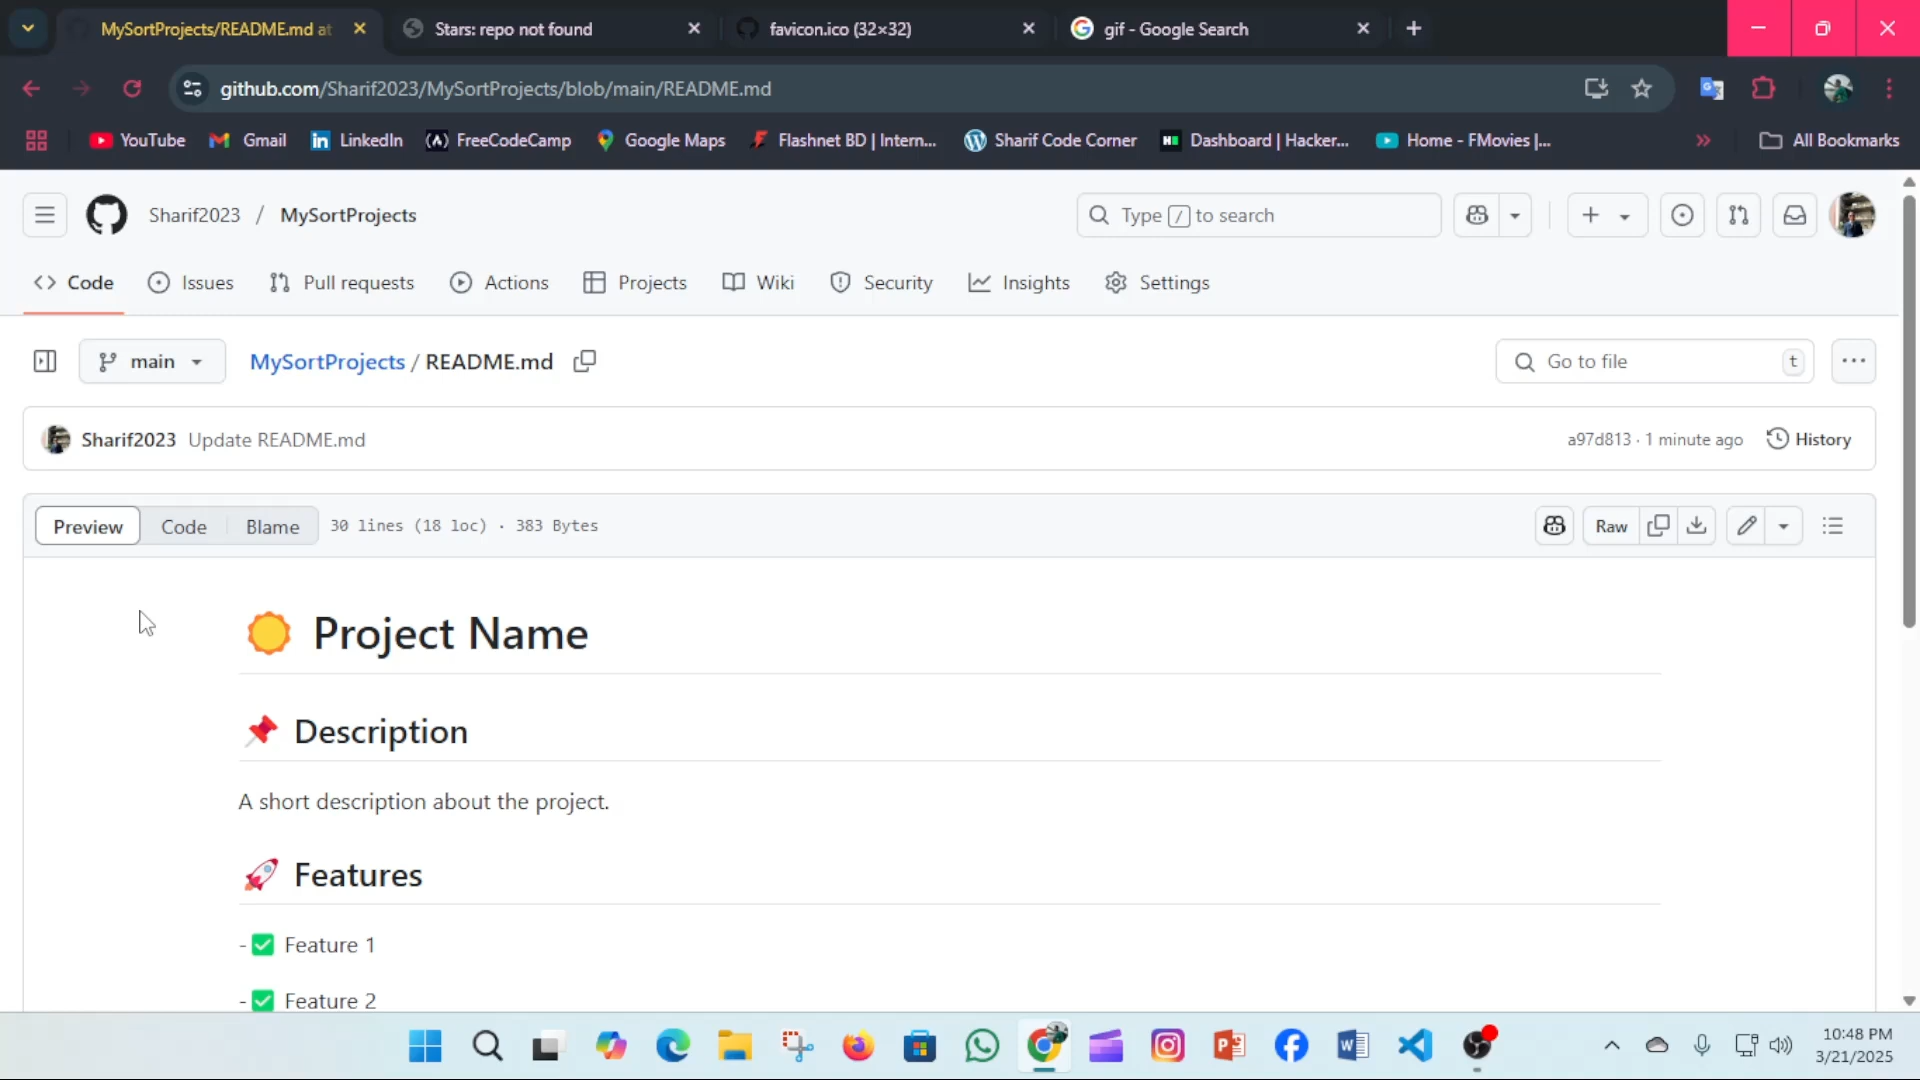 MySortProjects/README.md at
Stars: repo not found
favicon.ico (32×32)
gif - Google Search
github.com/Sharif2023/MySortProjects/blob/main/README.md
YouTube
Gmail
LinkedIn
FreeCodeCamp
Google Maps
Flashnet BD | Intern...
Sharif Code Corner
Dashboard | Hacker...
Home - FMovies |...
All Bookmarks
Sharif2023 / MySortProjects
Type / to search
Code
Issues
Pull requests
Actions
Projects
Wiki
Security
Insights
Settings
main
MySortProjects / README.md
Go to file
t
Sharif2023 Update README.md
a97d813 · 1 minute ago
History
Preview
Code
Blame
30 lines (18 loc) · 383 Bytes
Raw
Project Name
Description
A short description about the project.
Features
- ✅ Feature 1
- ✅ Feature 2
10:48 PM
3/21/2025